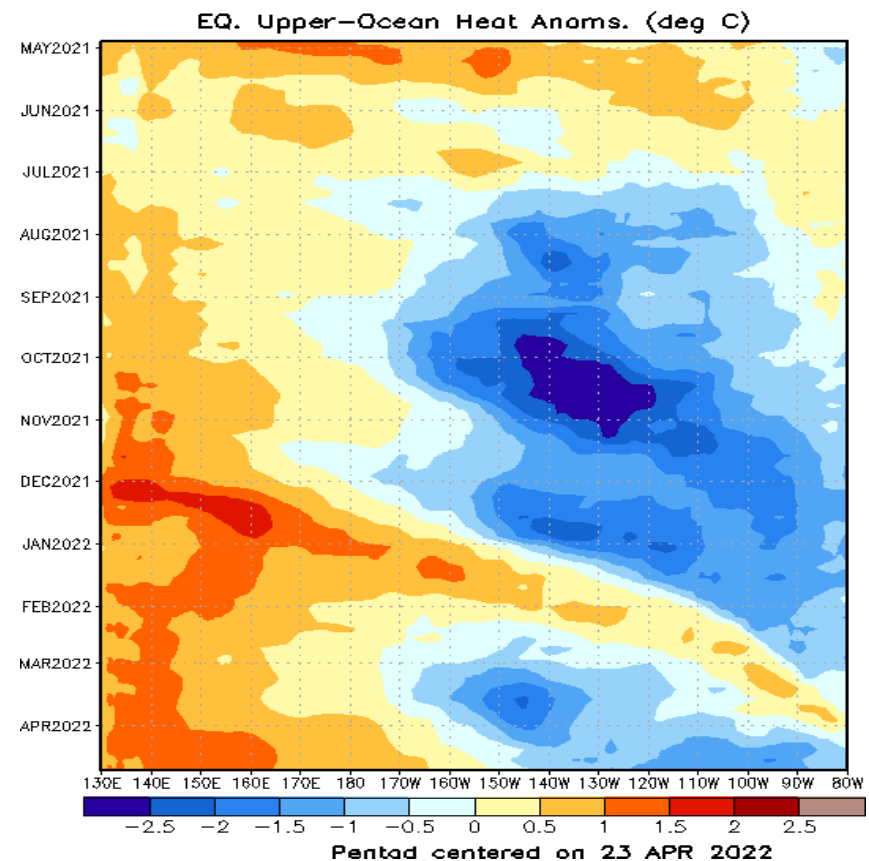 EQ. Upper-Ocean Heat Anoms. (deg C)
MAY2021
JUN2021
JUL2021
AUG2021
SEP2021
OCT2021
NOV2021
DEC2021
JAN2022
FEB2022
MAR2022
APR2022
130E 140E 150E 160E 170E 180 170W 160W 150W 140W 130W 120W 110W 100W 90W 80W
-2.5 -2 -1.5 -1 -0.5 0 0.5 1 1.5 2 2.5
Pentad centered on 23 APR 2022